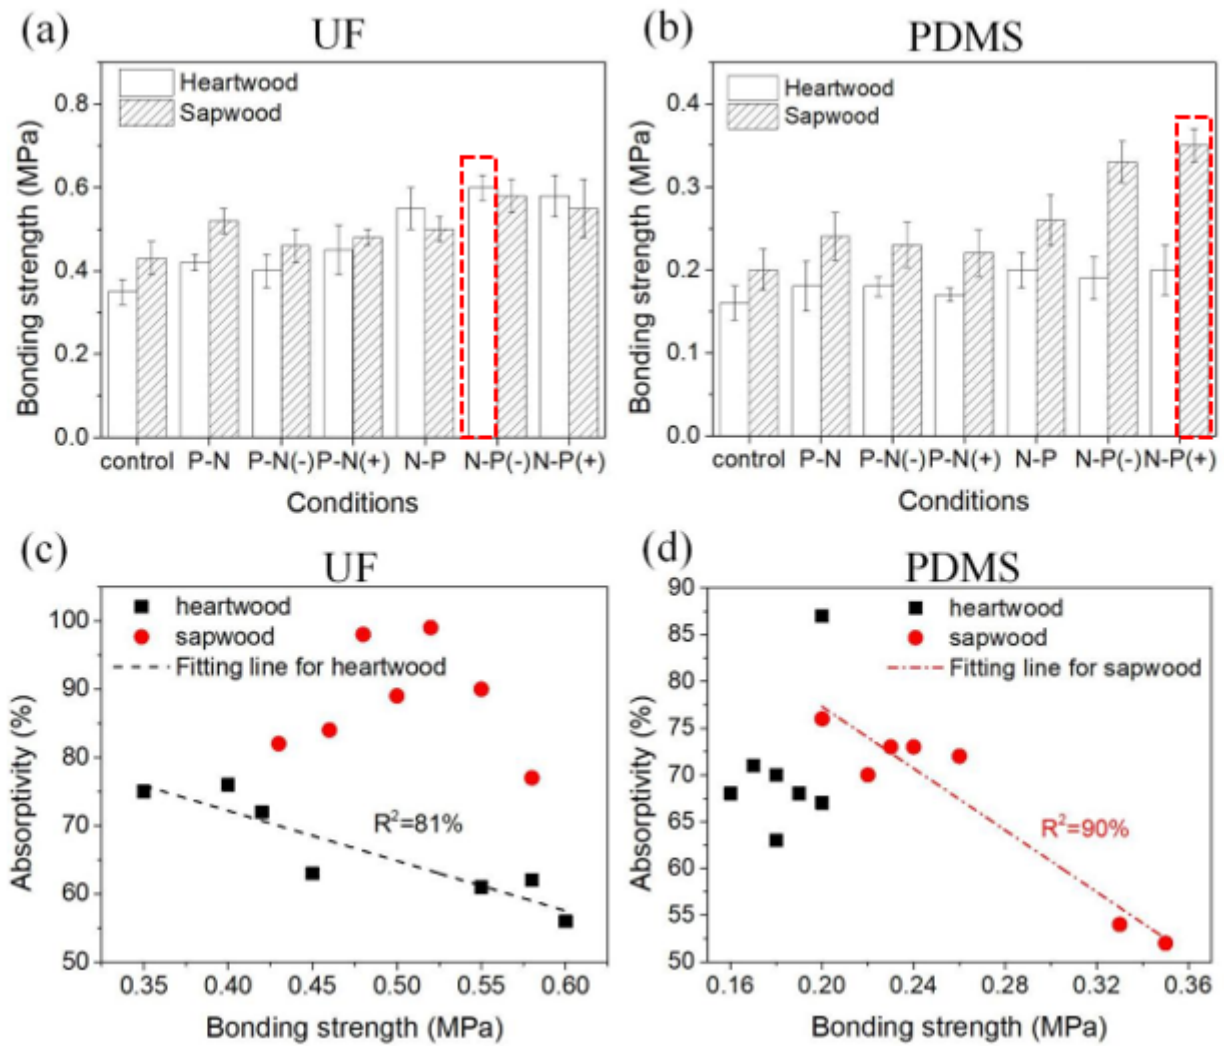 (a) UF
Heartwood
Sapwood
Bonding strength (MPa)
0.8
0.6
0.4
0.2
0.0
control P-N P-N(-) P-N(+) N-P N-P(-) N-P(+)
Conditions
(b) PDMS
Heartwood
Sapwood
Bonding strength (MPa)
0.4
0.3
0.2
0.1
0.0
control P-N P-N(-) P-N(+) N-P N-P(-) N-P(+)
Conditions
(c) UF
heartwood
sapwood
Fitting line for heartwood
Absorptivity (%)
100
90
80
70
60
50
R²=81%
0.35 0.40 0.45 0.50 0.55 0.60
Bonding strength (MPa)
(d) PDMS
heartwood
sapwood
Fitting line for sapwood
Absorptivity (%)
90
85
80
75
70
65
60
55
50
R²=90%
0.16 0.20 0.24 0.28 0.32 0.36
Bonding strength (MPa)